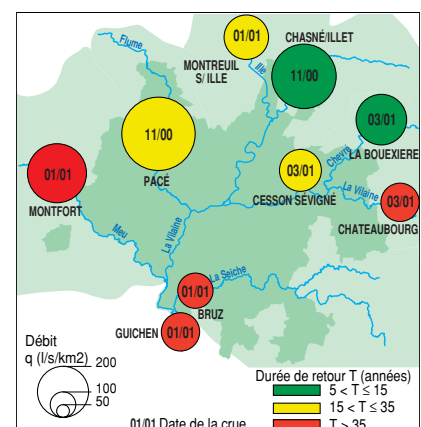 Flume
01/01
CHASNÉ/ILLET
MONTREUIL
S/ ILLE
Ille
11/00
11/00
03/01
Chevré
LA BOUEXIERE
PACÉ
01/01
MONTFORT
03/01
CESSON SÉVIGNÉ
La Vilaine
03/01
CHATEAUBOURG
Meu
La Vilaine
La Seiche
01/01
BRUZ
GUICHEN
01/01
Débit
q (l/s/km2)
200
100
50
Durée de retour T (années)
5 < T ≤ 15
15 < T ≤ 35
T > 35
01/01 Date de la crue